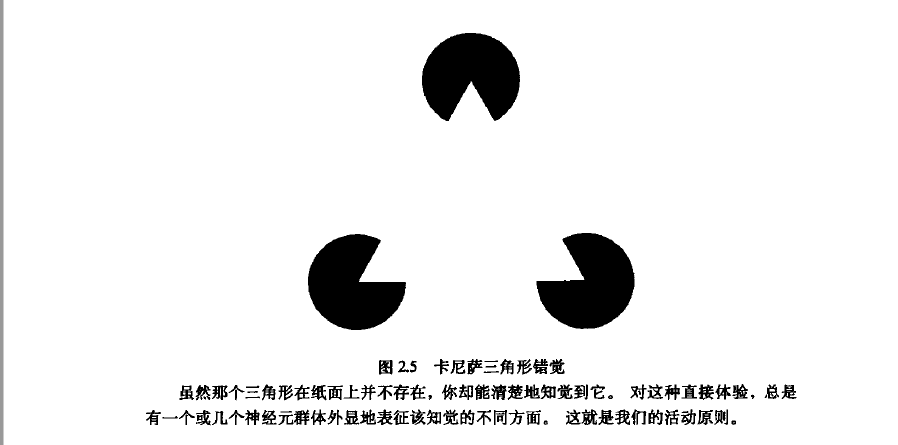 图 2.5 卡尼萨三角形错觉
虽然那个三角形在纸面上并不存在，你却能清楚地知觉到它。 对这种直接体验，总是
有一个或几个神经元群体外显地表征该知觉的不同方面。 这就是我们的活动原则。